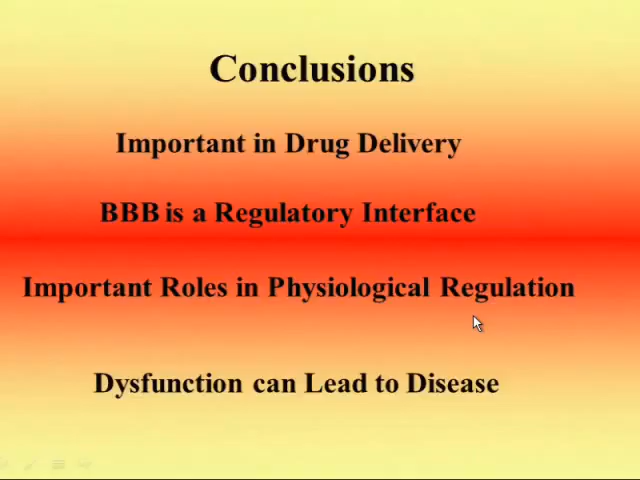 Conclusions
Important in Drug Delivery
BBB is a Regulatory Interface
Important Roles in Physiological Regulation
Dysfunction can Lead to Disease